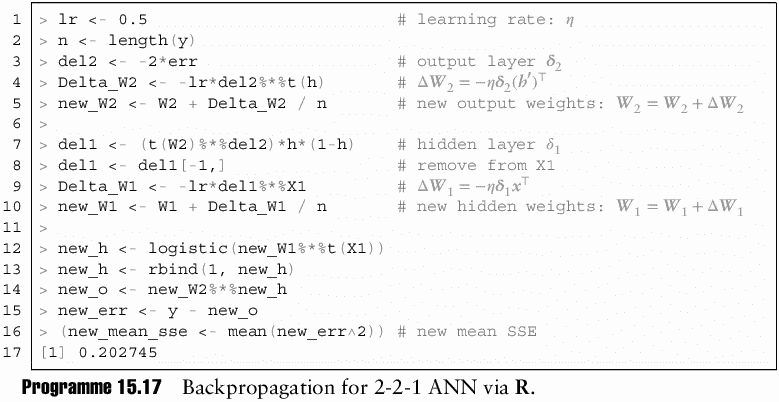 1 > lr <- 0.5 # learning rate: η
2 > n <- length(y)
3 > del2 <- -2*err # output layer δ₂
4 > Delta_W2 <- -lr*del2%*%t(h) # ΔW₂ = −ηδ₂(h′)⊤
5 > new_W2 <- W2 + Delta_W2 / n # new output weights: W₂ = W₂ + ΔW₂
6 >
7 > del1 <- (t(W2)%*%del2)*h*(1-h) # hidden layer δ₁
8 > del1 <- del1[-1,] # remove from X1
9 > Delta_W1 <- -lr*del1%*%X1 # ΔW₁ = −ηδ₁x⊤
10 > new_W1 <- W1 + Delta_W1 / n # new hidden weights: W₁ = W₁ + ΔW₁
11 >
12 > new_h <- logistic(new_W1%*%t(X1))
13 > new_h <- rbind(1, new_h)
14 > new_o <- new_W2%*%new_h
15 > new_err <- y - new_o
16 > (new_mean_sse <- mean(new_err^2)) # new mean SSE
17 [1] 0.202745
Programme 15.17 Backpropagation for 2-2-1 ANN via R.